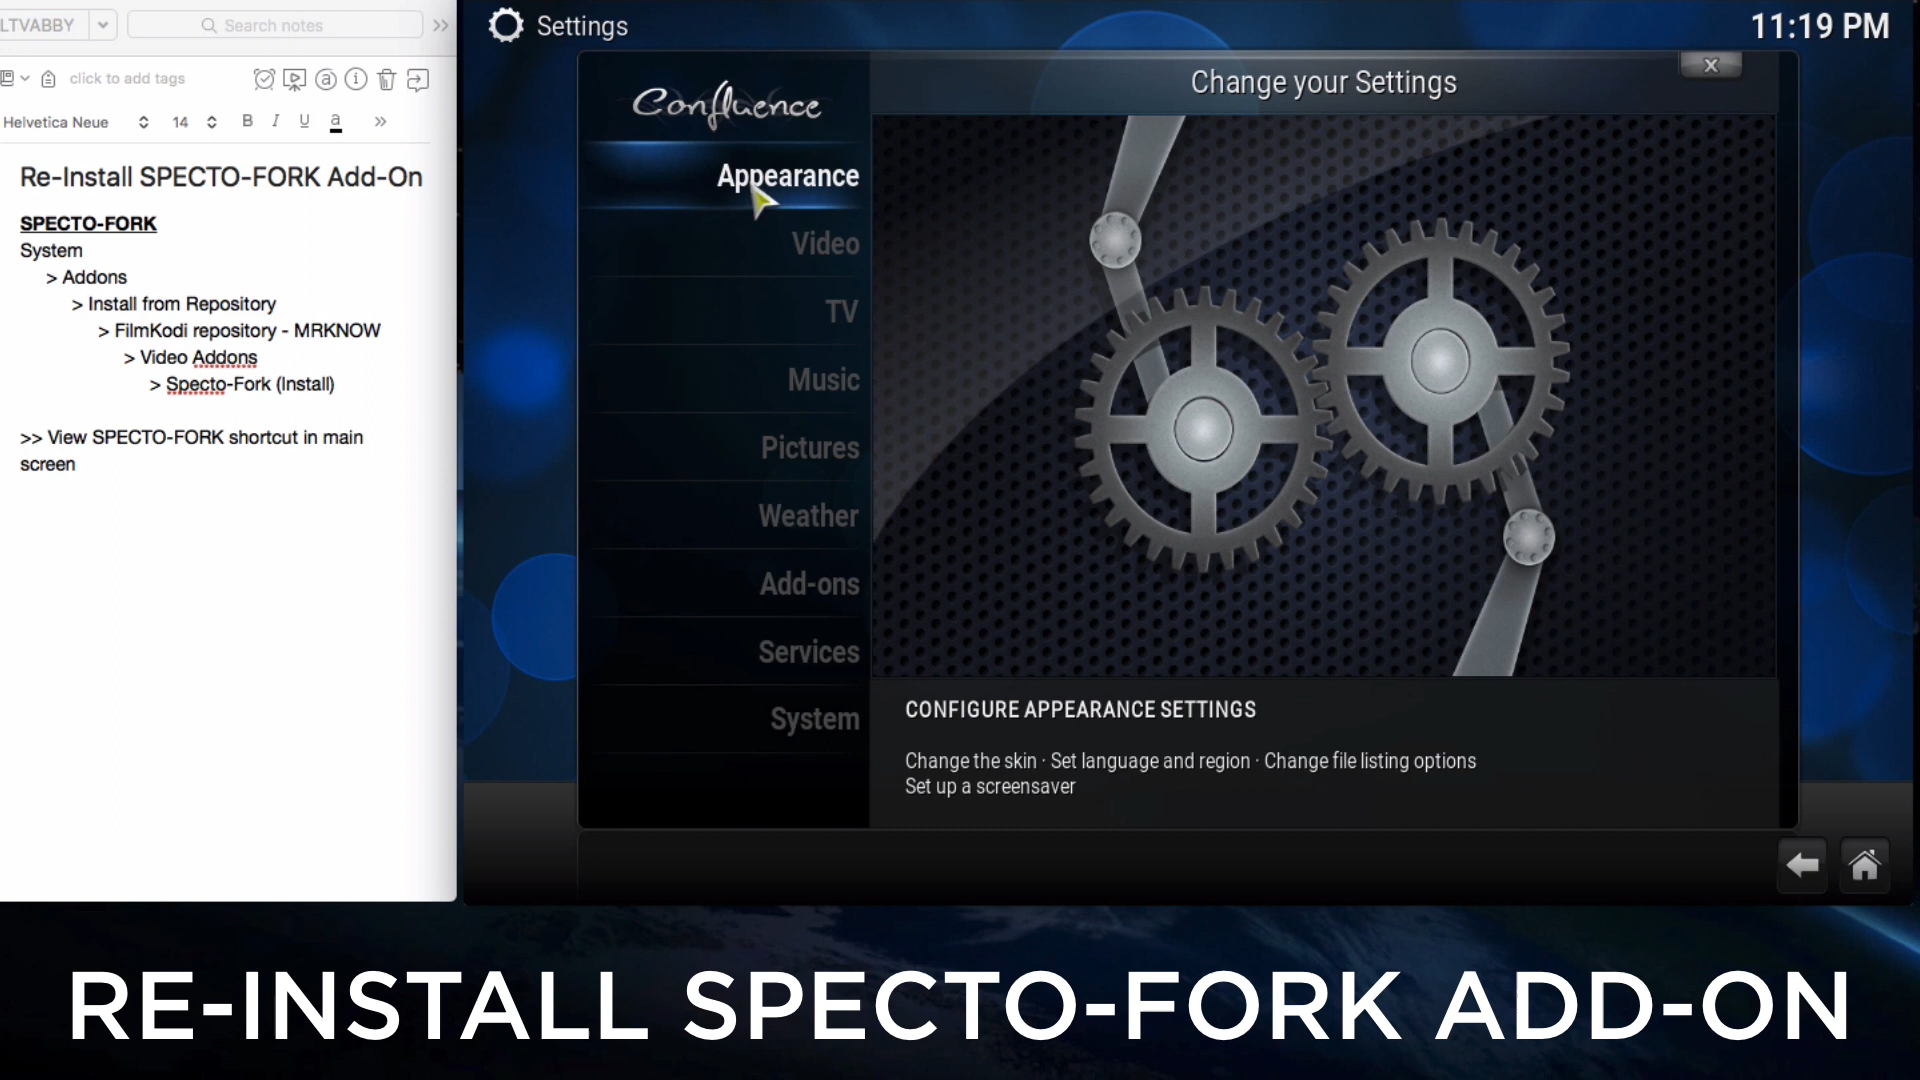 LTVABBY
Search notes
click to add tags
Helvetica Neue 14 B I U a
Re-Install SPECTO-FORK Add-On
SPECTO-FORK
System
> Addons
> Install from Repository
> FilmKodi repository - MRKNOW
> Video Addons
> Specto-Fork (Install)
>> View SPECTO-FORK shortcut in main
screen
Settings
11:19 PM
Confluence
Change your Settings
X
Appearance
Video
TV
Music
Pictures
Weather
Add-ons
Services
System
CONFIGURE APPEARANCE SETTINGS
Change the skin · Set language and region · Change file listing options
Set up a screensaver
RE-INSTALL SPECTO-FORK ADD-ON